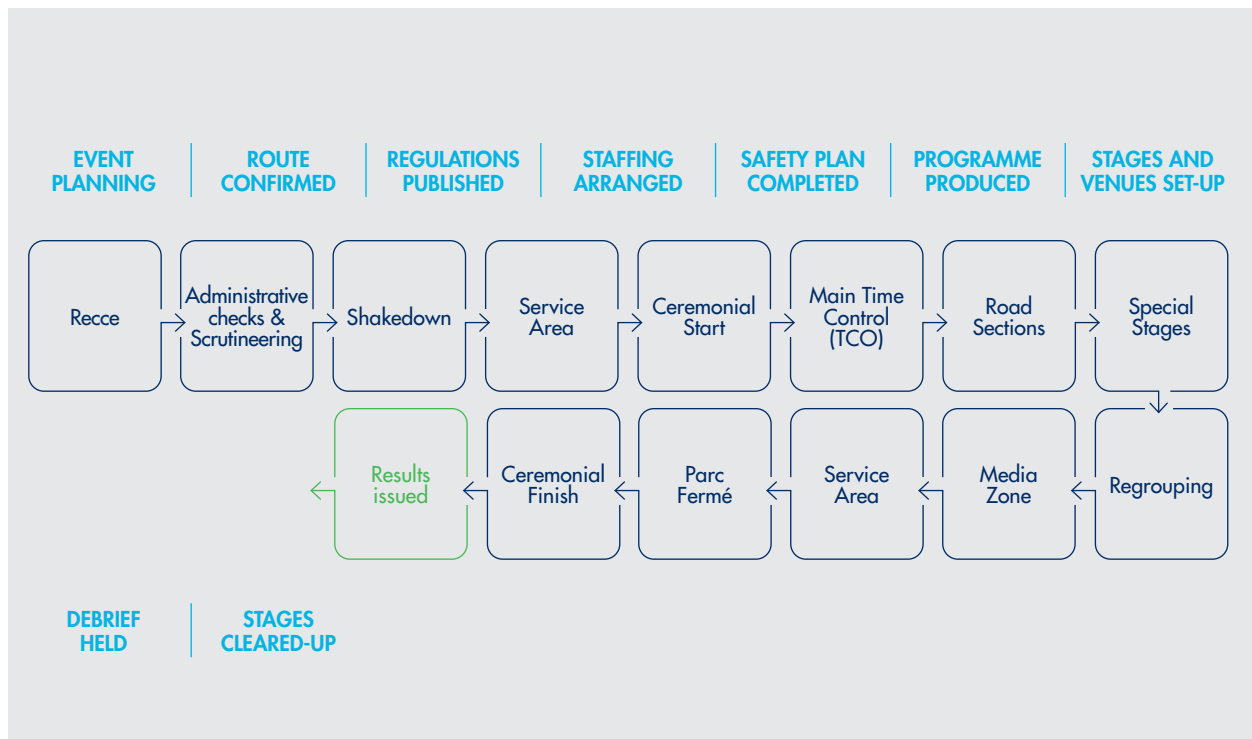 EVENT
PLANNING
ROUTE
CONFIRMED
REGULATIONS
PUBLISHED
STAFFING
ARRANGED
SAFETY PLAN
COMPLETED
PROGRAMME
PRODUCED
STAGES AND
VENUES SET-UP
Recce
Administrative
checks &
Scrutineering
Shakedown
Service
Area
Ceremonial
Start
Main Time
Control
(TCO)
Road
Sections
Special
Stages
Regrouping
Media
Zone
Service
Area
Parc
Fermé
Ceremonial
Finish
Results
issued
DEBRIEF
HELD
STAGES
CLEARED-UP